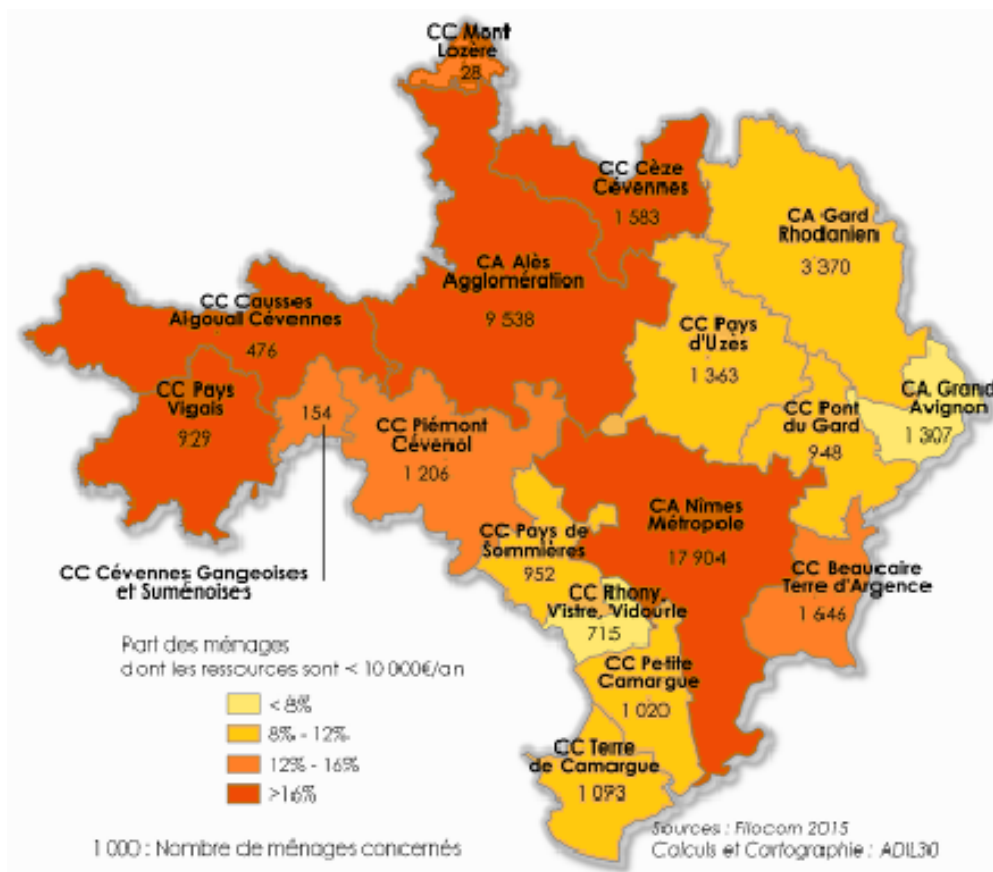 CC Mont
Lozère
28
CC Cèze
Cévennes
1 583
CA Gard
Rhodanien
3 370
CA Alès
Agglomération
9 538
CC Causses
Aigoual Cévennes
476
CC Pays
d'Uzès
1 363
CC Pays
Vigais
929
154
CC Piémont
Cévenol
1 206
CA Grand
Avignon
1 307
CC Pont
du Gard
948
CA Nîmes
Métropole
17 904
CC Pays de
Sommières
952
CC Cévennes Gangeoises
et Suménoises
CC Beaucaire
Terre d'Argence
1 646
CC Rhony,
Vistre, Vidourle
715
CC Petite
Camargue
1 020
CC Terre
de Camargue
1 093
Part des ménages
dont les ressources sont < 10 000€/an
< 8%
8% - 12%
12% - 16%
>16%
1 000 : Nombre de ménages concernés
Sources : Filocom 2015
Calculs et Cartographie : ADIL30